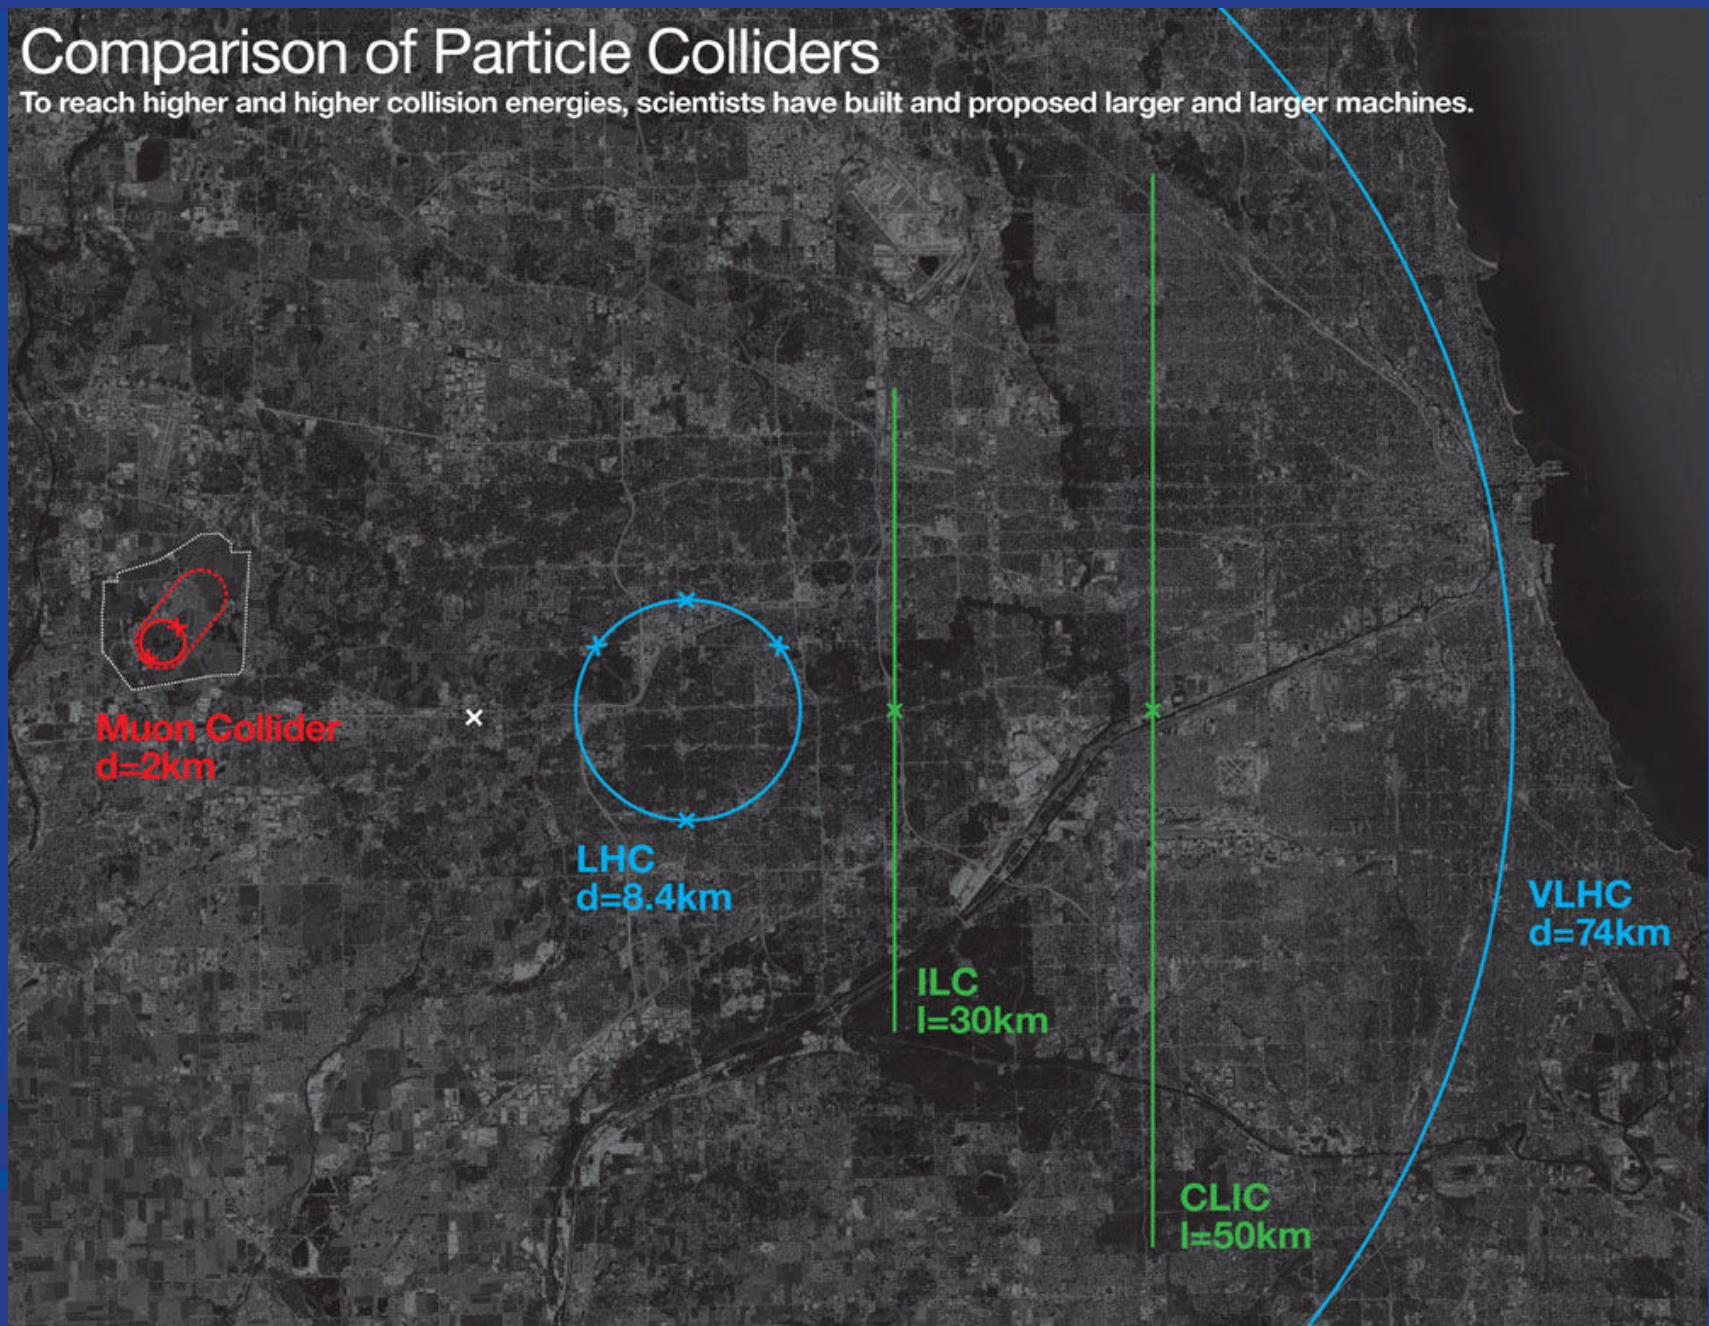 Comparison of Particle Colliders
To reach higher and higher collision energies, scientists have built and proposed larger and larger machines.
Muon Collider
d=2km
LHC
d=8.4km
ILC
l=30km
CLIC
l=50km
VLHC
d=74km